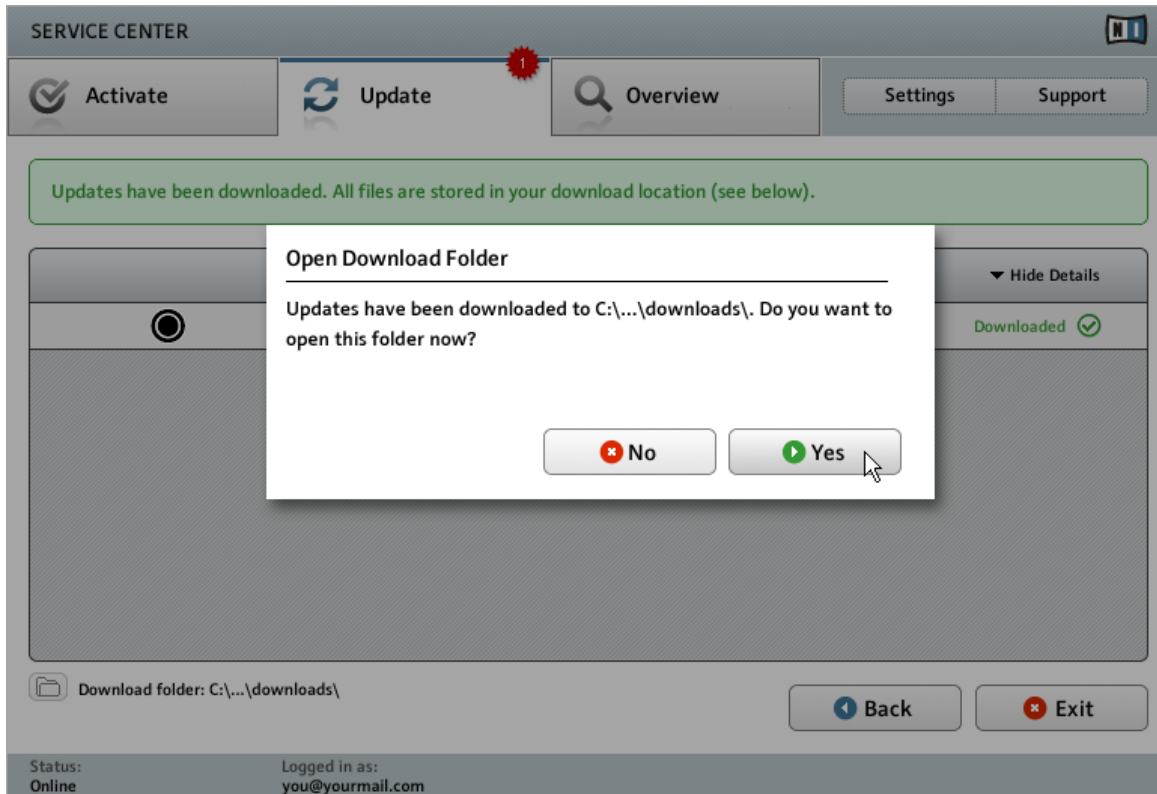 SERVICE CENTER
NI
Activate
Update
1
Overview
Settings
Support
Updates have been downloaded. All files are stored in your download location (see below).
Open Download Folder
Updates have been downloaded to C:\...\downloads\. Do you want to
open this folder now?
No
Yes
Hide Details
Downloaded
Download folder: C:\...\downloads\
Back
Exit
Status:
Online
Logged in as:
you@yourmail.com